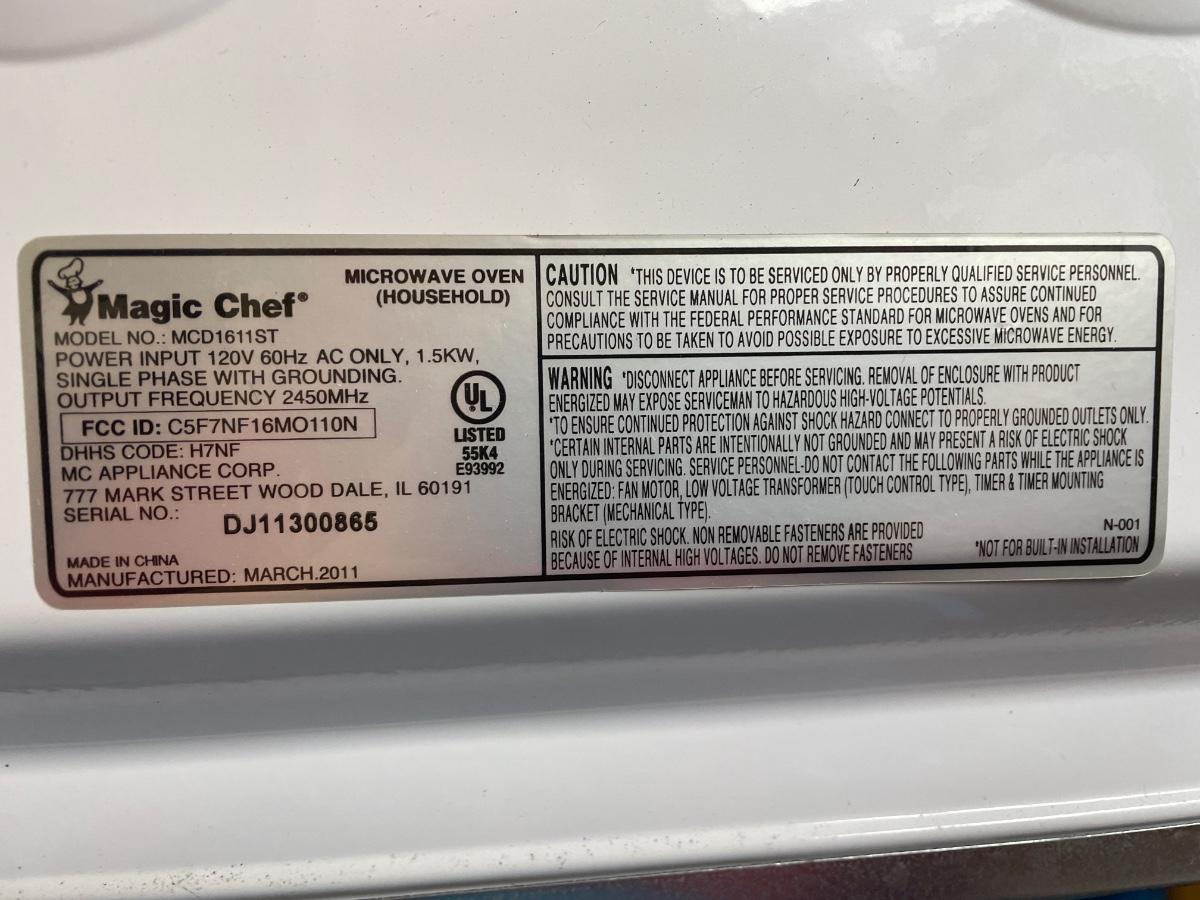 Magic Chef®
MICROWAVE OVEN
(HOUSEHOLD)
MODEL NO.: MCD1611ST
POWER INPUT 120V 60Hz AC ONLY, 1.5KW,
SINGLE PHASE WITH GROUNDING.
OUTPUT FREQUENCY 2450MHz
FCC ID: C5F7NF16MO110N
DHHS CODE: H7NF
MC APPLIANCE CORP.
777 MARK STREET WOOD DALE, IL 60191
SERIAL NO.: DJ11300865
MADE IN CHINA
MANUFACTURED: MARCH.2011
UL
LISTED
55K4
E93992
CAUTION *THIS DEVICE IS TO BE SERVICED ONLY BY PROPERLY QUALIFIED SERVICE PERSONNEL.
CONSULT THE SERVICE MANUAL FOR PROPER SERVICE PROCEDURES TO ASSURE CONTINUED
COMPLIANCE WITH THE FEDERAL PERFORMANCE STANDARD FOR MICROWAVE OVENS AND FOR
PRECAUTIONS TO BE TAKEN TO AVOID POSSIBLE EXPOSURE TO EXCESSIVE MICROWAVE ENERGY.
WARNING *DISCONNECT APPLIANCE BEFORE SERVICING. REMOVAL OF ENCLOSURE WITH PRODUCT
ENERGIZED MAY EXPOSE SERVICEMAN TO HAZARDOUS HIGH-VOLTAGE POTENTIALS.
*TO ENSURE CONTINUED PROTECTION AGAINST SHOCK HAZARD CONNECT TO PROPERLY GROUNDED OUTLETS ONLY.
*CERTAIN INTERNAL PARTS ARE INTENTIONALLY NOT GROUNDED AND MAY PRESENT A RISK OF ELECTRIC SHOCK
ONLY DURING SERVICING. SERVICE PERSONNEL-DO NOT CONTACT THE FOLLOWING PARTS WHILE THE APPLIANCE IS
ENERGIZED: FAN MOTOR, LOW VOLTAGE TRANSFORMER (TOUCH CONTROL TYPE), TIMER & TIMER MOUNTING
BRACKET (MECHANICAL TYPE).
RISK OF ELECTRIC SHOCK. NON REMOVABLE FASTENERS ARE PROVIDED
BECAUSE OF INTERNAL HIGH VOLTAGES. DO NOT REMOVE FASTENERS
N-001
*NOT FOR BUILT-IN INSTALLATION